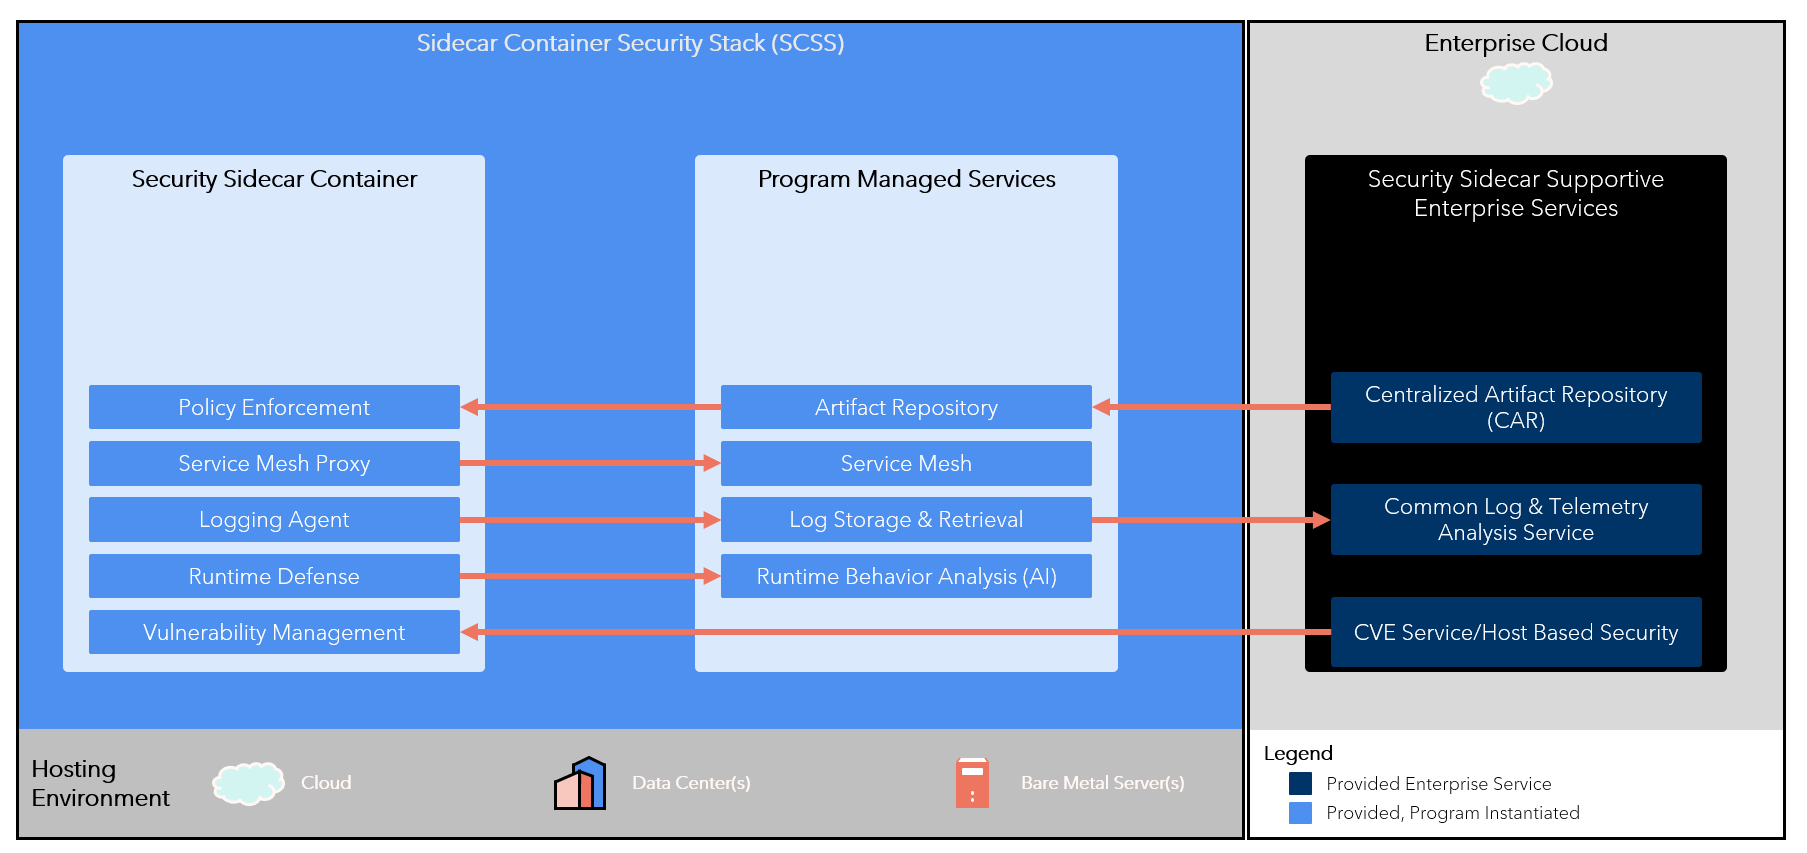 Sidecar Container Security Stack (SCSS)
Security Sidecar Container
Policy Enforcement
Service Mesh Proxy
Logging Agent
Runtime Defense
Vulnerability Management
Program Managed Services
Artifact Repository
Service Mesh
Log Storage & Retrieval
Runtime Behavior Analysis (AI)
Enterprise Cloud
Security Sidecar Supportive
Enterprise Services
Centralized Artifact Repository
(CAR)
Common Log & Telemetry
Analysis Service
CVE Service/Host Based Security
Hosting
Environment
Cloud
Data Center(s)
Bare Metal Server(s)
Legend
Provided Enterprise Service
Provided, Program Instantiated